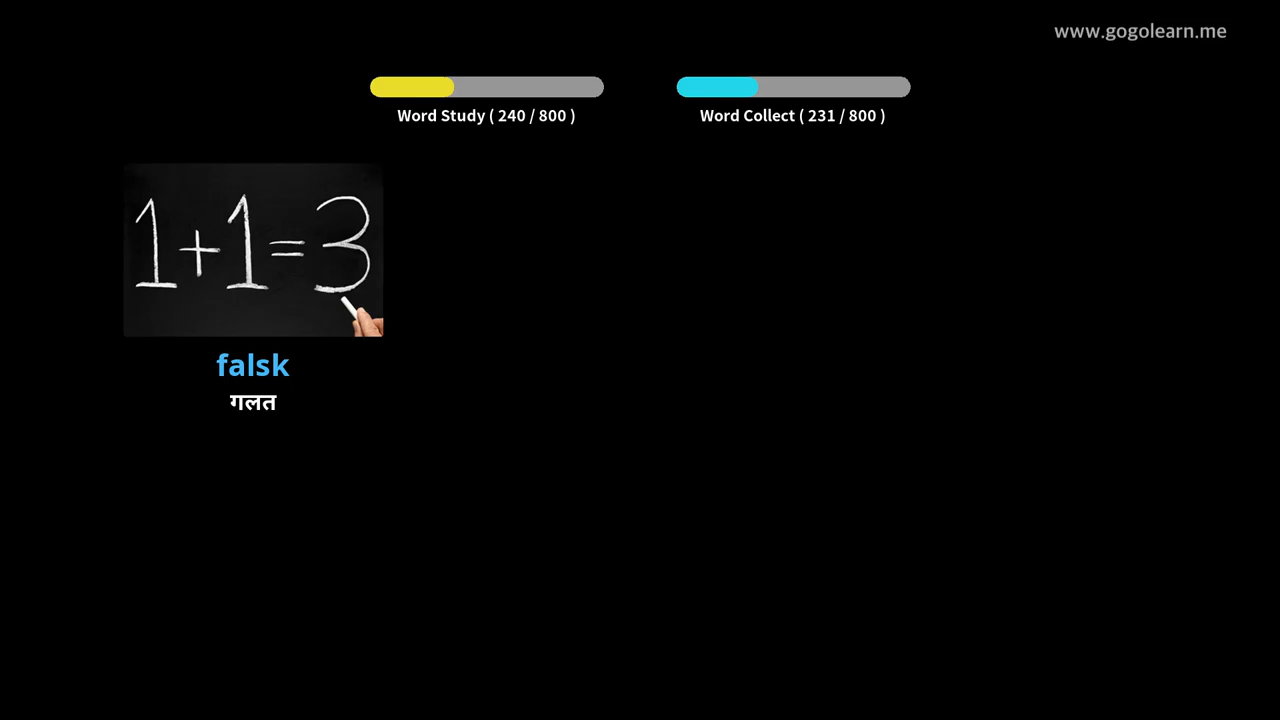 www.gogolearn.me
Word Study ( 240 / 800 )
Word Collect ( 231 / 800 )
1+1=3
falsk
गलत